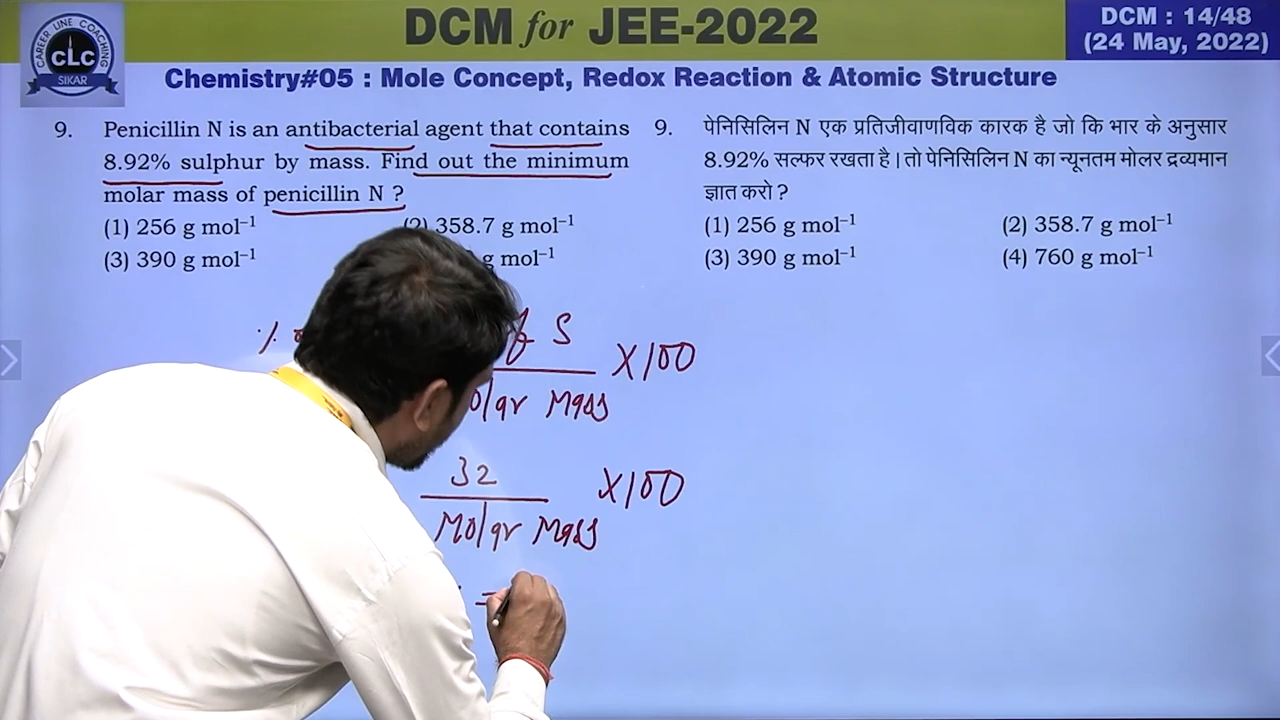 DCM for JEE-2022
DCM : 14/48
(24 May, 2022)
CAREER LINE COACHING
CLC
SIKAR
Chemistry#05 : Mole Concept, Redox Reaction & Atomic Structure
9. Penicillin N is an antibacterial agent that contains
8.92% sulphur by mass. Find out the minimum
molar mass of penicillin N ?
(1) 256 g mol⁻¹ (2) 358.7 g mol⁻¹
(3) 390 g mol⁻¹ g mol⁻¹
9. पेनिसिलिन N एक प्रतिजीवाणविक कारक है जो कि भार के अनुसार
8.92% सल्फर रखता है। तो पेनिसिलिन N का न्यूनतम मोलर द्रव्यमान
ज्ञात करो ?
(1) 256 g mol⁻¹ (2) 358.7 g mol⁻¹
(3) 390 g mol⁻¹ (4) 760 g mol⁻¹
% of S
×100
Molar Mass
32
×100
Molar Mass
=